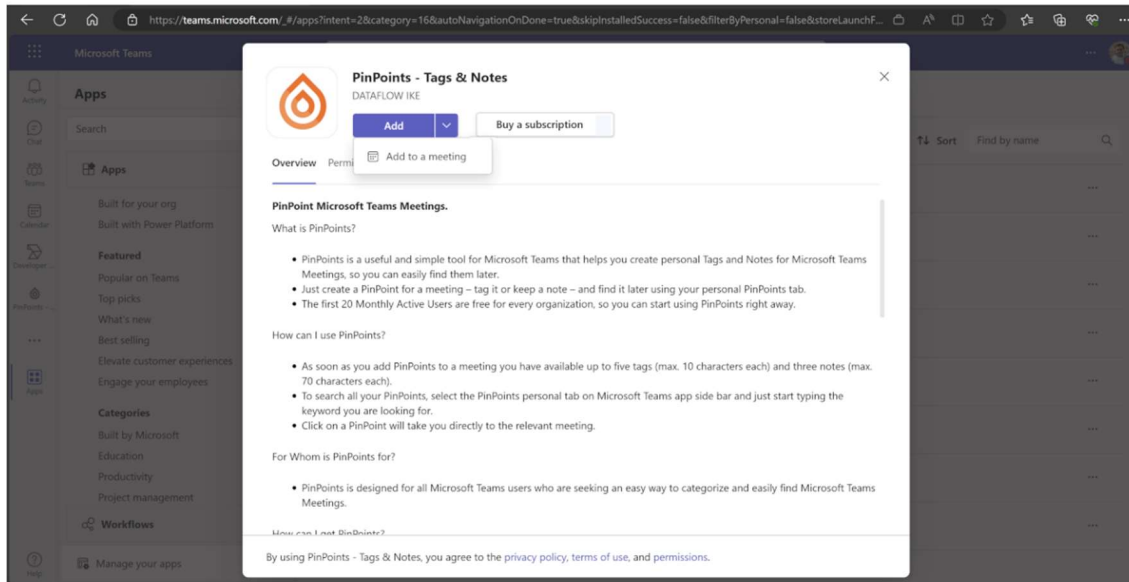 https://teams.microsoft.com/_#/apps?intent=2&category=16&autoNavigationOnDone=true&skipInstalledSuccess=false&filterByPersonal=false&storeLaunchF...
Microsoft Teams
Activity
Chat
Teams
Calendar
Developer ...
Apps
Help
Apps
Search
Apps
Built for your org
Built with Power Platform
Featured
Popular on Teams
Top picks
What's new
Best selling
Elevate customer experiences
Engage your employees
Categories
Built by Microsoft
Education
Productivity
Project management
Workflows
Manage your apps
Sort
Find by name
PinPoints - Tags & Notes
DATAFLOW IKE
Add
Buy a subscription
Add to a meeting
Overview Permi
PinPoint Microsoft Teams Meetings.
What is PinPoints?
• PinPoints is a useful and simple tool for Microsoft Teams that helps you create personal Tags and Notes for Microsoft Teams
Meetings, so you can easily find them later.
• Just create a PinPoint for a meeting – tag it or keep a note – and find it later using your personal PinPoints tab.
• The first 20 Monthly Active Users are free for every organization, so you can start using PinPoints right away.
How can I use PinPoints?
• As soon as you add PinPoints to a meeting you have available up to five tags (max. 10 characters each) and three notes (max.
70 characters each).
• To search all your PinPoints, select the PinPoints personal tab on Microsoft Teams app side bar and just start typing the
keyword you are looking for.
• Click on a PinPoint will take you directly to the relevant meeting.
For Whom is PinPoints for?
• PinPoints is designed for all Microsoft Teams users who are seeking an easy way to categorize and easily find Microsoft Teams
Meetings.
How can I get PinPoints?
By using PinPoints - Tags & Notes, you agree to the privacy policy, terms of use, and permissions.